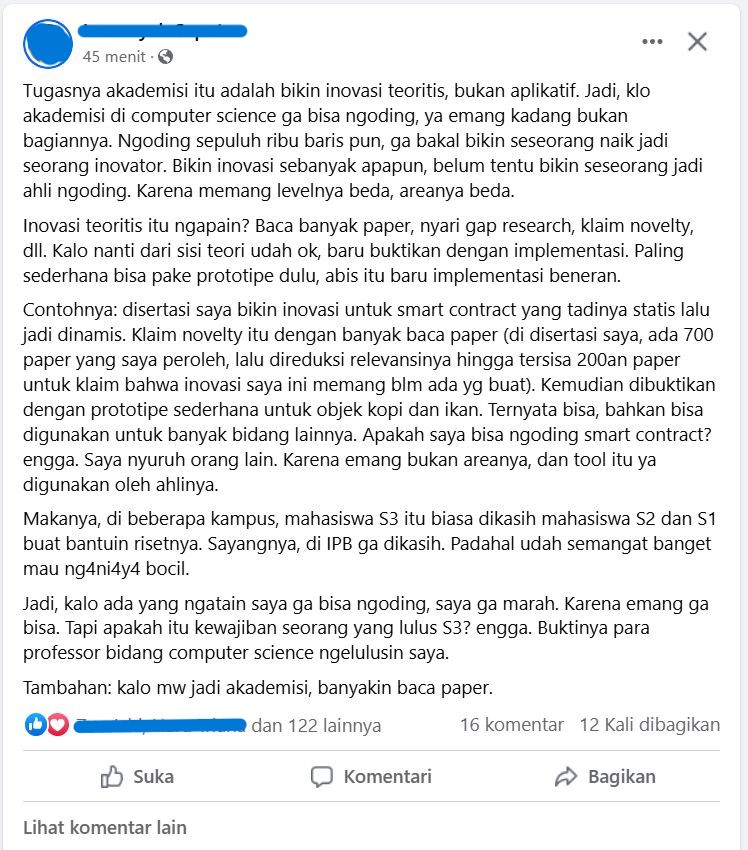 45 menit ·
Tugasnya akademisi itu adalah bikin inovasi teoritis, bukan aplikatif. Jadi, klo
akademisi di computer science ga bisa ngoding, ya emang kadang bukan
bagiannya. Ngoding sepuluh ribu baris pun, ga bakal bikin seseorang naik jadi
seorang inovator. Bikin inovasi sebanyak apapun, belum tentu bikin seseorang jadi
ahli ngoding. Karena memang levelnya beda, areanya beda.
Inovasi teoritis itu ngapain? Baca banyak paper, nyari gap research, klaim novelty,
dll. Kalo nanti dari sisi teori udah ok, baru buktikan dengan implementasi. Paling
sederhana bisa pake prototipe dulu, abis itu baru implementasi beneran.
Contohnya: disertasi saya bikin inovasi untuk smart contract yang tadinya statis lalu
jadi dinamis. Klaim novelty itu dengan banyak baca paper (di disertasi saya, ada 700
paper yang saya peroleh, lalu direduksi relevansinya hingga tersisa 200an paper
untuk klaim bahwa inovasi saya ini memang blm ada yg buat). Kemudian dibuktikan
dengan prototipe sederhana untuk objek kopi dan ikan. Ternyata bisa, bahkan bisa
digunakan untuk banyak bidang lainnya. Apakah saya bisa ngoding smart contract?
engga. Saya nyuruh orang lain. Karena emang bukan areanya, dan tool itu ya
digunakan oleh ahlinya.
Makanya, di beberapa kampus, mahasiswa S3 itu biasa dikasih mahasiswa S2 dan S1
buat bantuin risetnya. Sayangnya, di IPB ga dikasih. Padahal udah semangat banget
mau ng4ni4y4 bocil.
Jadi, kalo ada yang ngatain saya ga bisa ngoding, saya ga marah. Karena emang ga
bisa. Tapi apakah itu kewajiban seorang yang lulus S3? engga. Buktinya para
professor bidang computer science ngelulusin saya.
Tambahan: kalo mw jadi akademisi, banyakin baca paper.
dan 122 lainnya 16 komentar 12 Kali dibagikan
Suka Komentari Bagikan
Lihat komentar lain